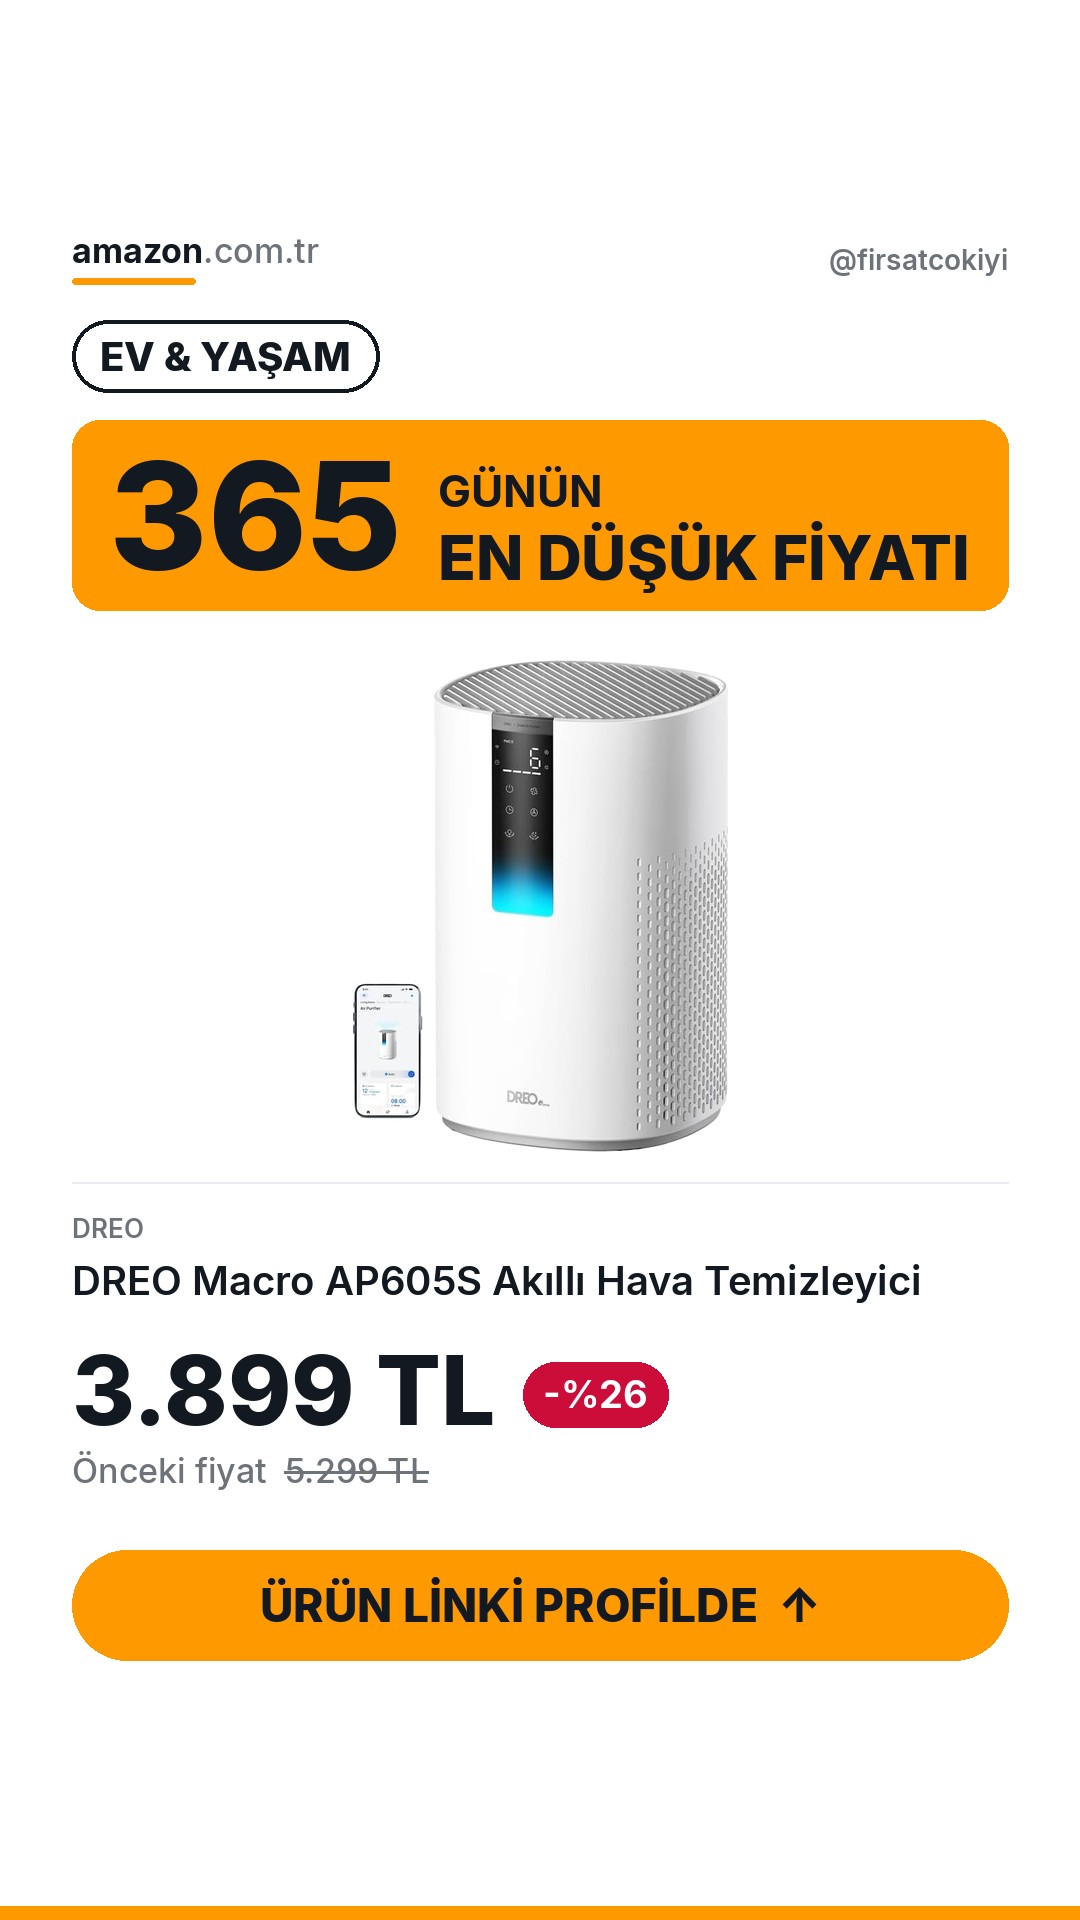 amazon.com.tr
@firsatcokiyi
EV & YAŞAM
365
GÜNÜN
EN DÜŞÜK FİYATI
6
DREO
DREO
DREO Macro AP605S Akıllı Hava Temizleyici
3.899 TL
-%26
Önceki fiyat 5.299 TL
ÜRÜN LİNKİ PROFİLDE ↑